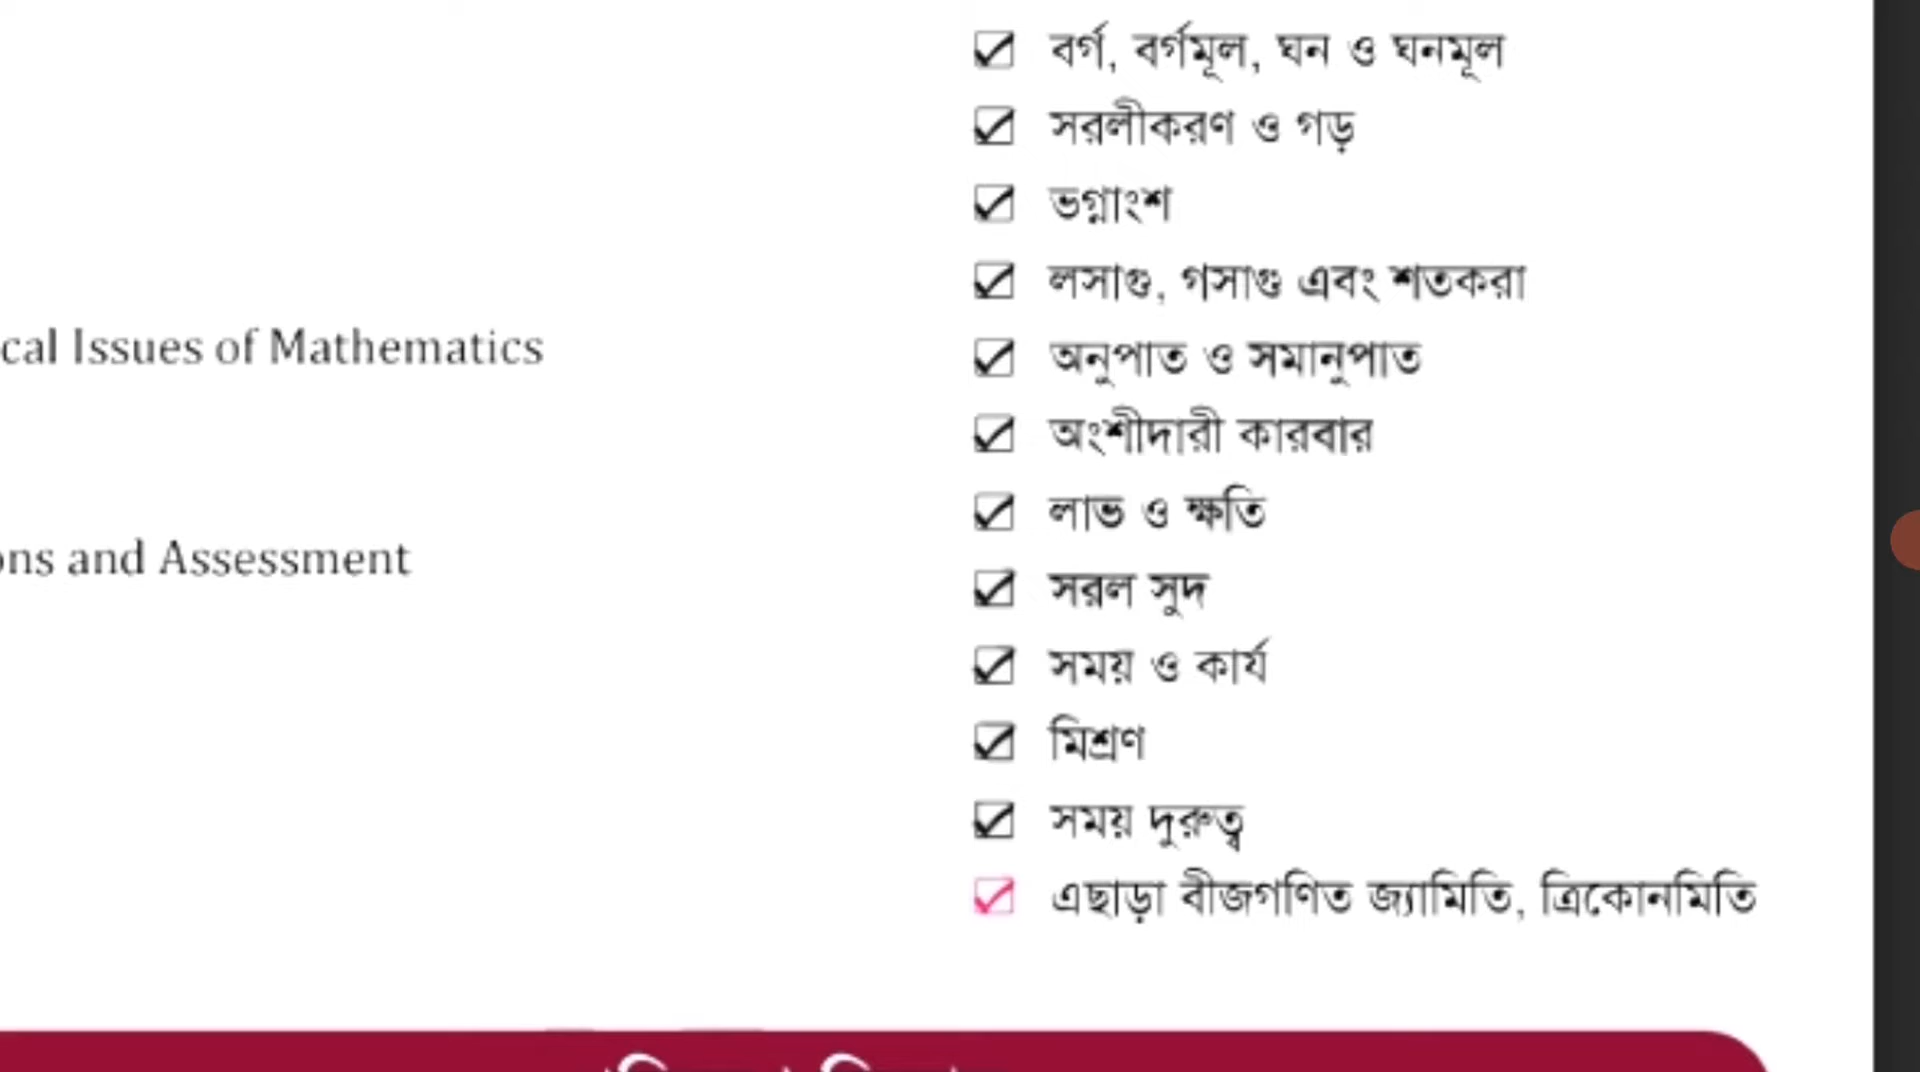 বর্গ, বর্গমূল, ঘন ও ঘনমূল
সরলীকরণ ও গড়
ভগ্নাংশ
লসাগু, গসাগু এবং শতকরা
cal Issues of Mathematics
অনুপাত ও সমানুপাত
অংশীদারী কারবার
লাভ ও ক্ষতি
ons and Assessment
সরল সুদ
সময় ও কার্য
মিশ্রণ
সময় দুরুত্ব
এছাড়া বীজগণিত জ্যামিতি, ত্রিকোনমিতি